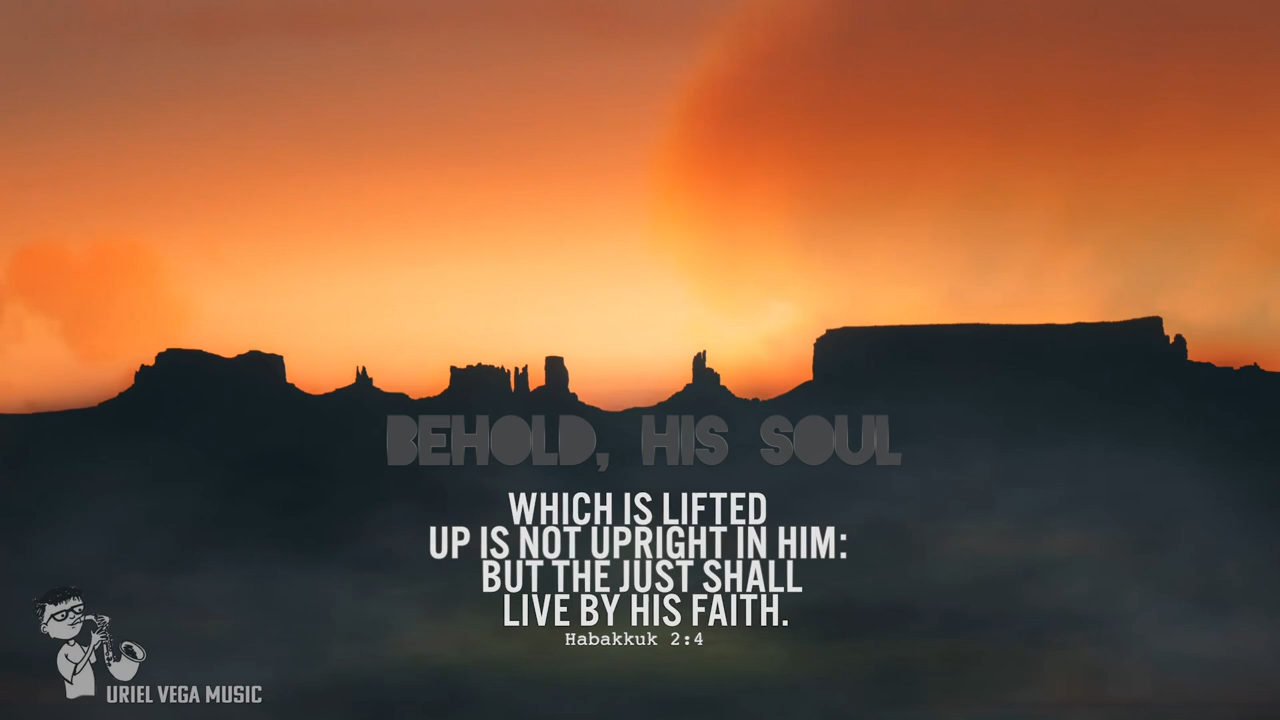 BEHOLD, HIS SOUL
WHICH IS LIFTED
UP IS NOT UPRIGHT IN HIM:
BUT THE JUST SHALL
LIVE BY HIS FAITH.
Habakkuk 2:4
URIEL VEGA MUSIC